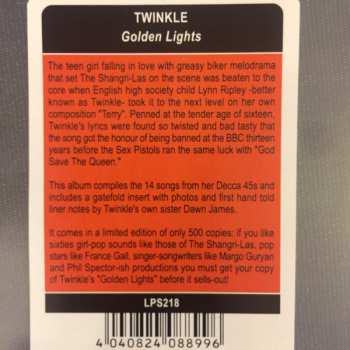 TWINKLE
Golden Lights
The teen girl falling in love with greasy biker melodrama
that set The Shangri-Las on the scene was beaten to the
core when English high society child Lynn Ripley -better
known as Twinkle- took it to the next level on her own
composition "Terry". Penned at the tender age of sixteen,
Twinkle's lyrics were found so twisted and bad tasty that
the song got the honour of being banned at the BBC thirteen
years before the Sex Pistols ran the same luck with "God
Save The Queen."
This album compiles the 14 songs from her Decca 45s and
includes a gatefold insert with photos and first hand told
liner notes by Twinkle's own sister Dawn James.
It comes in a limited edition of only 500 copies: if you like
sixties girl-pop sounds like those of The Shangri-Las, pop
stars like France Gall, singer-songwriters like Margo Guryan
and Phil Spector-ish productions you must get your copy
of Twinkle's "Golden Lights" before it sells-out!
LPS218
4 040824 088996